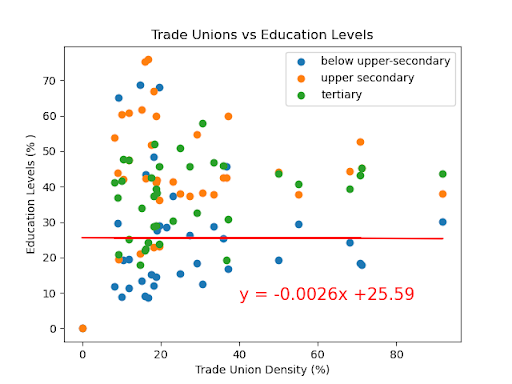 Trade Unions vs Education Levels
below upper-secondary
upper secondary
tertiary
Education Levels (% )
70
60
50
40
30
20
10
0
y = -0.0026x +25.59
0 20 40 60 80
Trade Union Density (%)